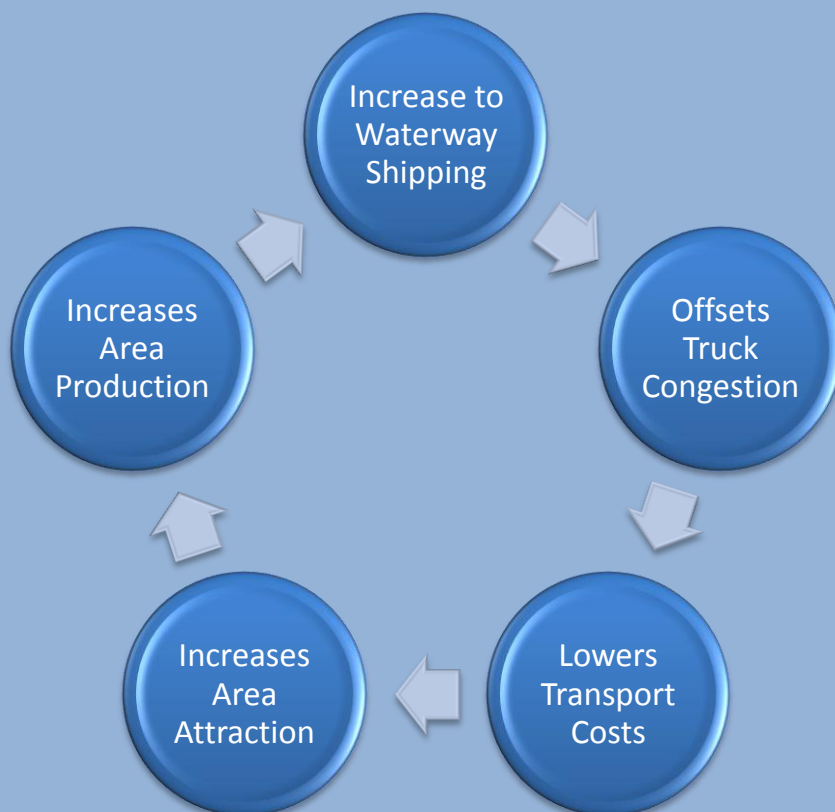 Increase to
Waterway
Shipping
Offsets
Truck
Congestion
Lowers
Transport
Costs
Increases
Area
Attraction
Increases
Area
Production